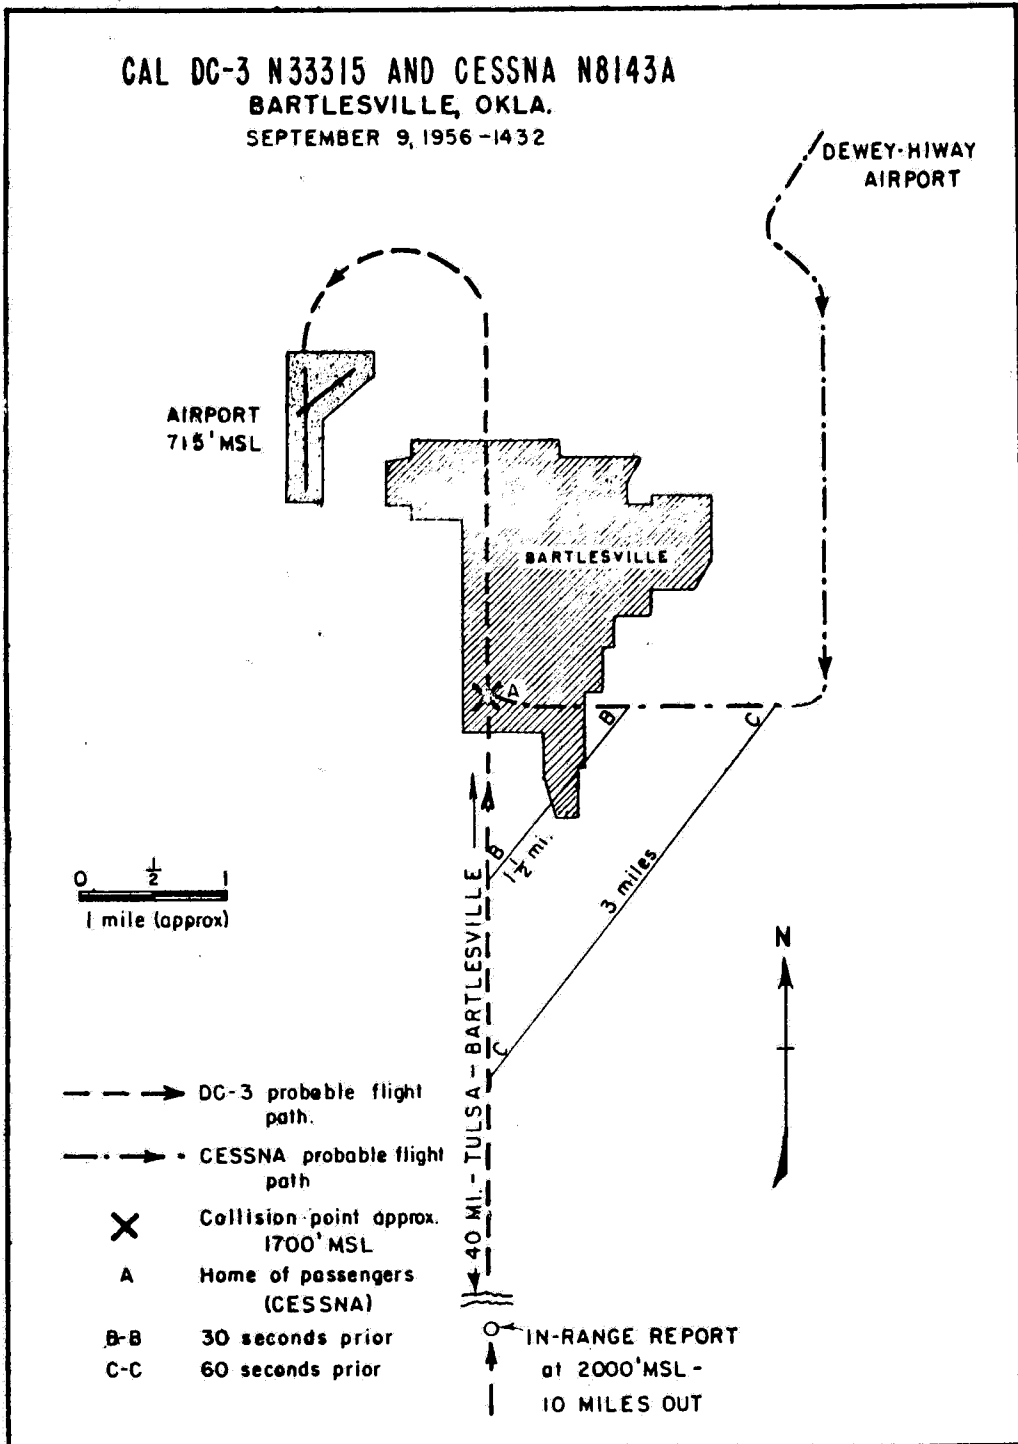 CAL DC-3 N33315 AND CESSNA N8143A
BARTLESVILLE, OKLA.
SEPTEMBER 9, 1956-1432
DEWEY-HIWAY
AIRPORT
AIRPORT
715' MSL
BARTLESVILLE
A
B
C
B
1 1/2 mi.
3 miles
C
0 1/2 1
1 mile (approx)
N
40 MI. - TULSA - BARTLESVILLE
DC-3 probable flight
path.
CESSNA probable flight
path
Collision point approx.
1700' MSL
A Home of passengers
(CESSNA)
B-B 30 seconds prior
C-C 60 seconds prior
IN-RANGE REPORT
at 2000' MSL -
10 MILES OUT